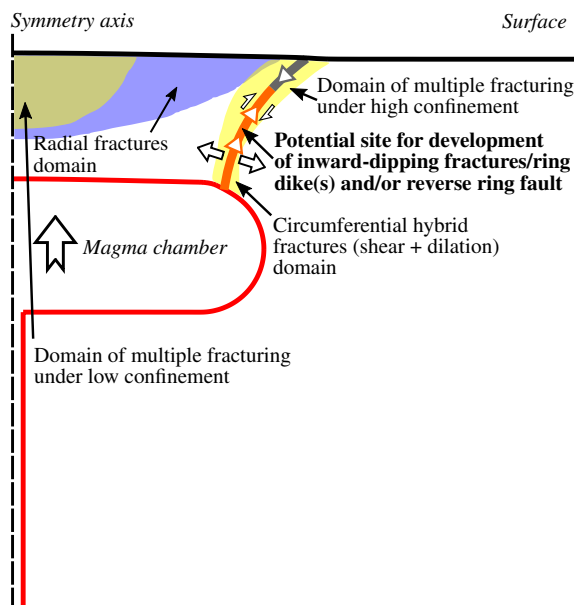 Symmetry axis
Surface
Domain of multiple fracturing
under high confinement
Radial fractures
domain
Potential site for development
of inward-dipping fractures/ring
dike(s) and/or reverse ring fault
Circumferential hybrid
fractures (shear + dilation)
domain
Magma chamber
Domain of multiple fracturing
under low confinement